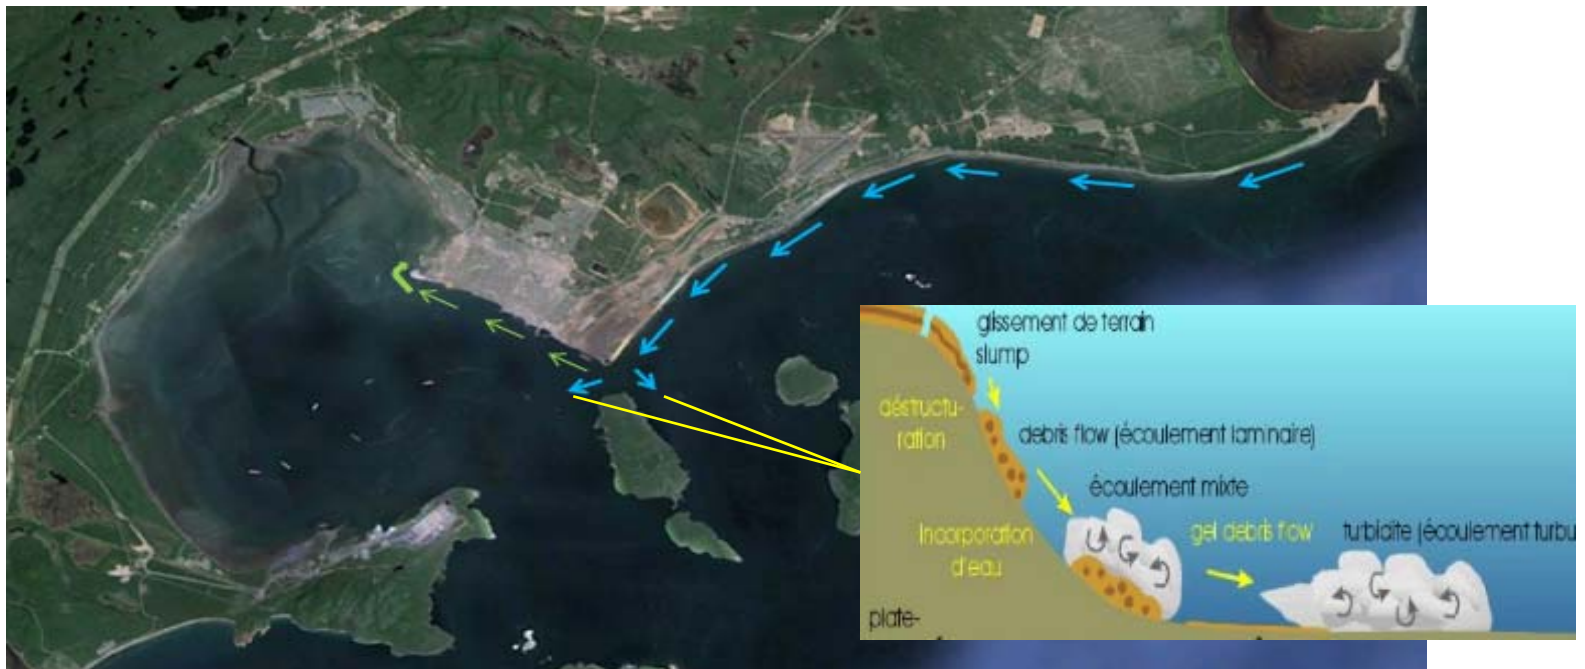 glissement de terrain
slump
déstructu-
ration
debris flow (écoulement laminaire)
écoulement mixte
Incorporation
d'eau
gel debris flow
turbidite (écoulement turbu
plate-